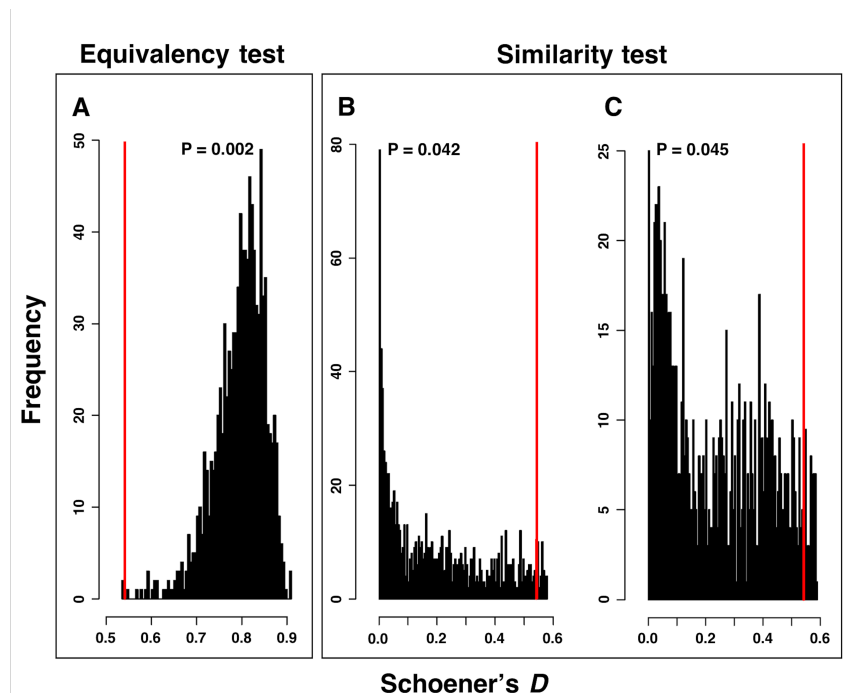 Equivalency test
Similarity test
A
P = 0.002
50
40
30
20
10
0
0.5 0.6 0.7 0.8 0.9
B
P = 0.042
80
60
40
20
0
0.0 0.2 0.4 0.6
C
P = 0.045
25
20
15
10
5
0
0.0 0.2 0.4 0.6
Frequency
Schoener's D